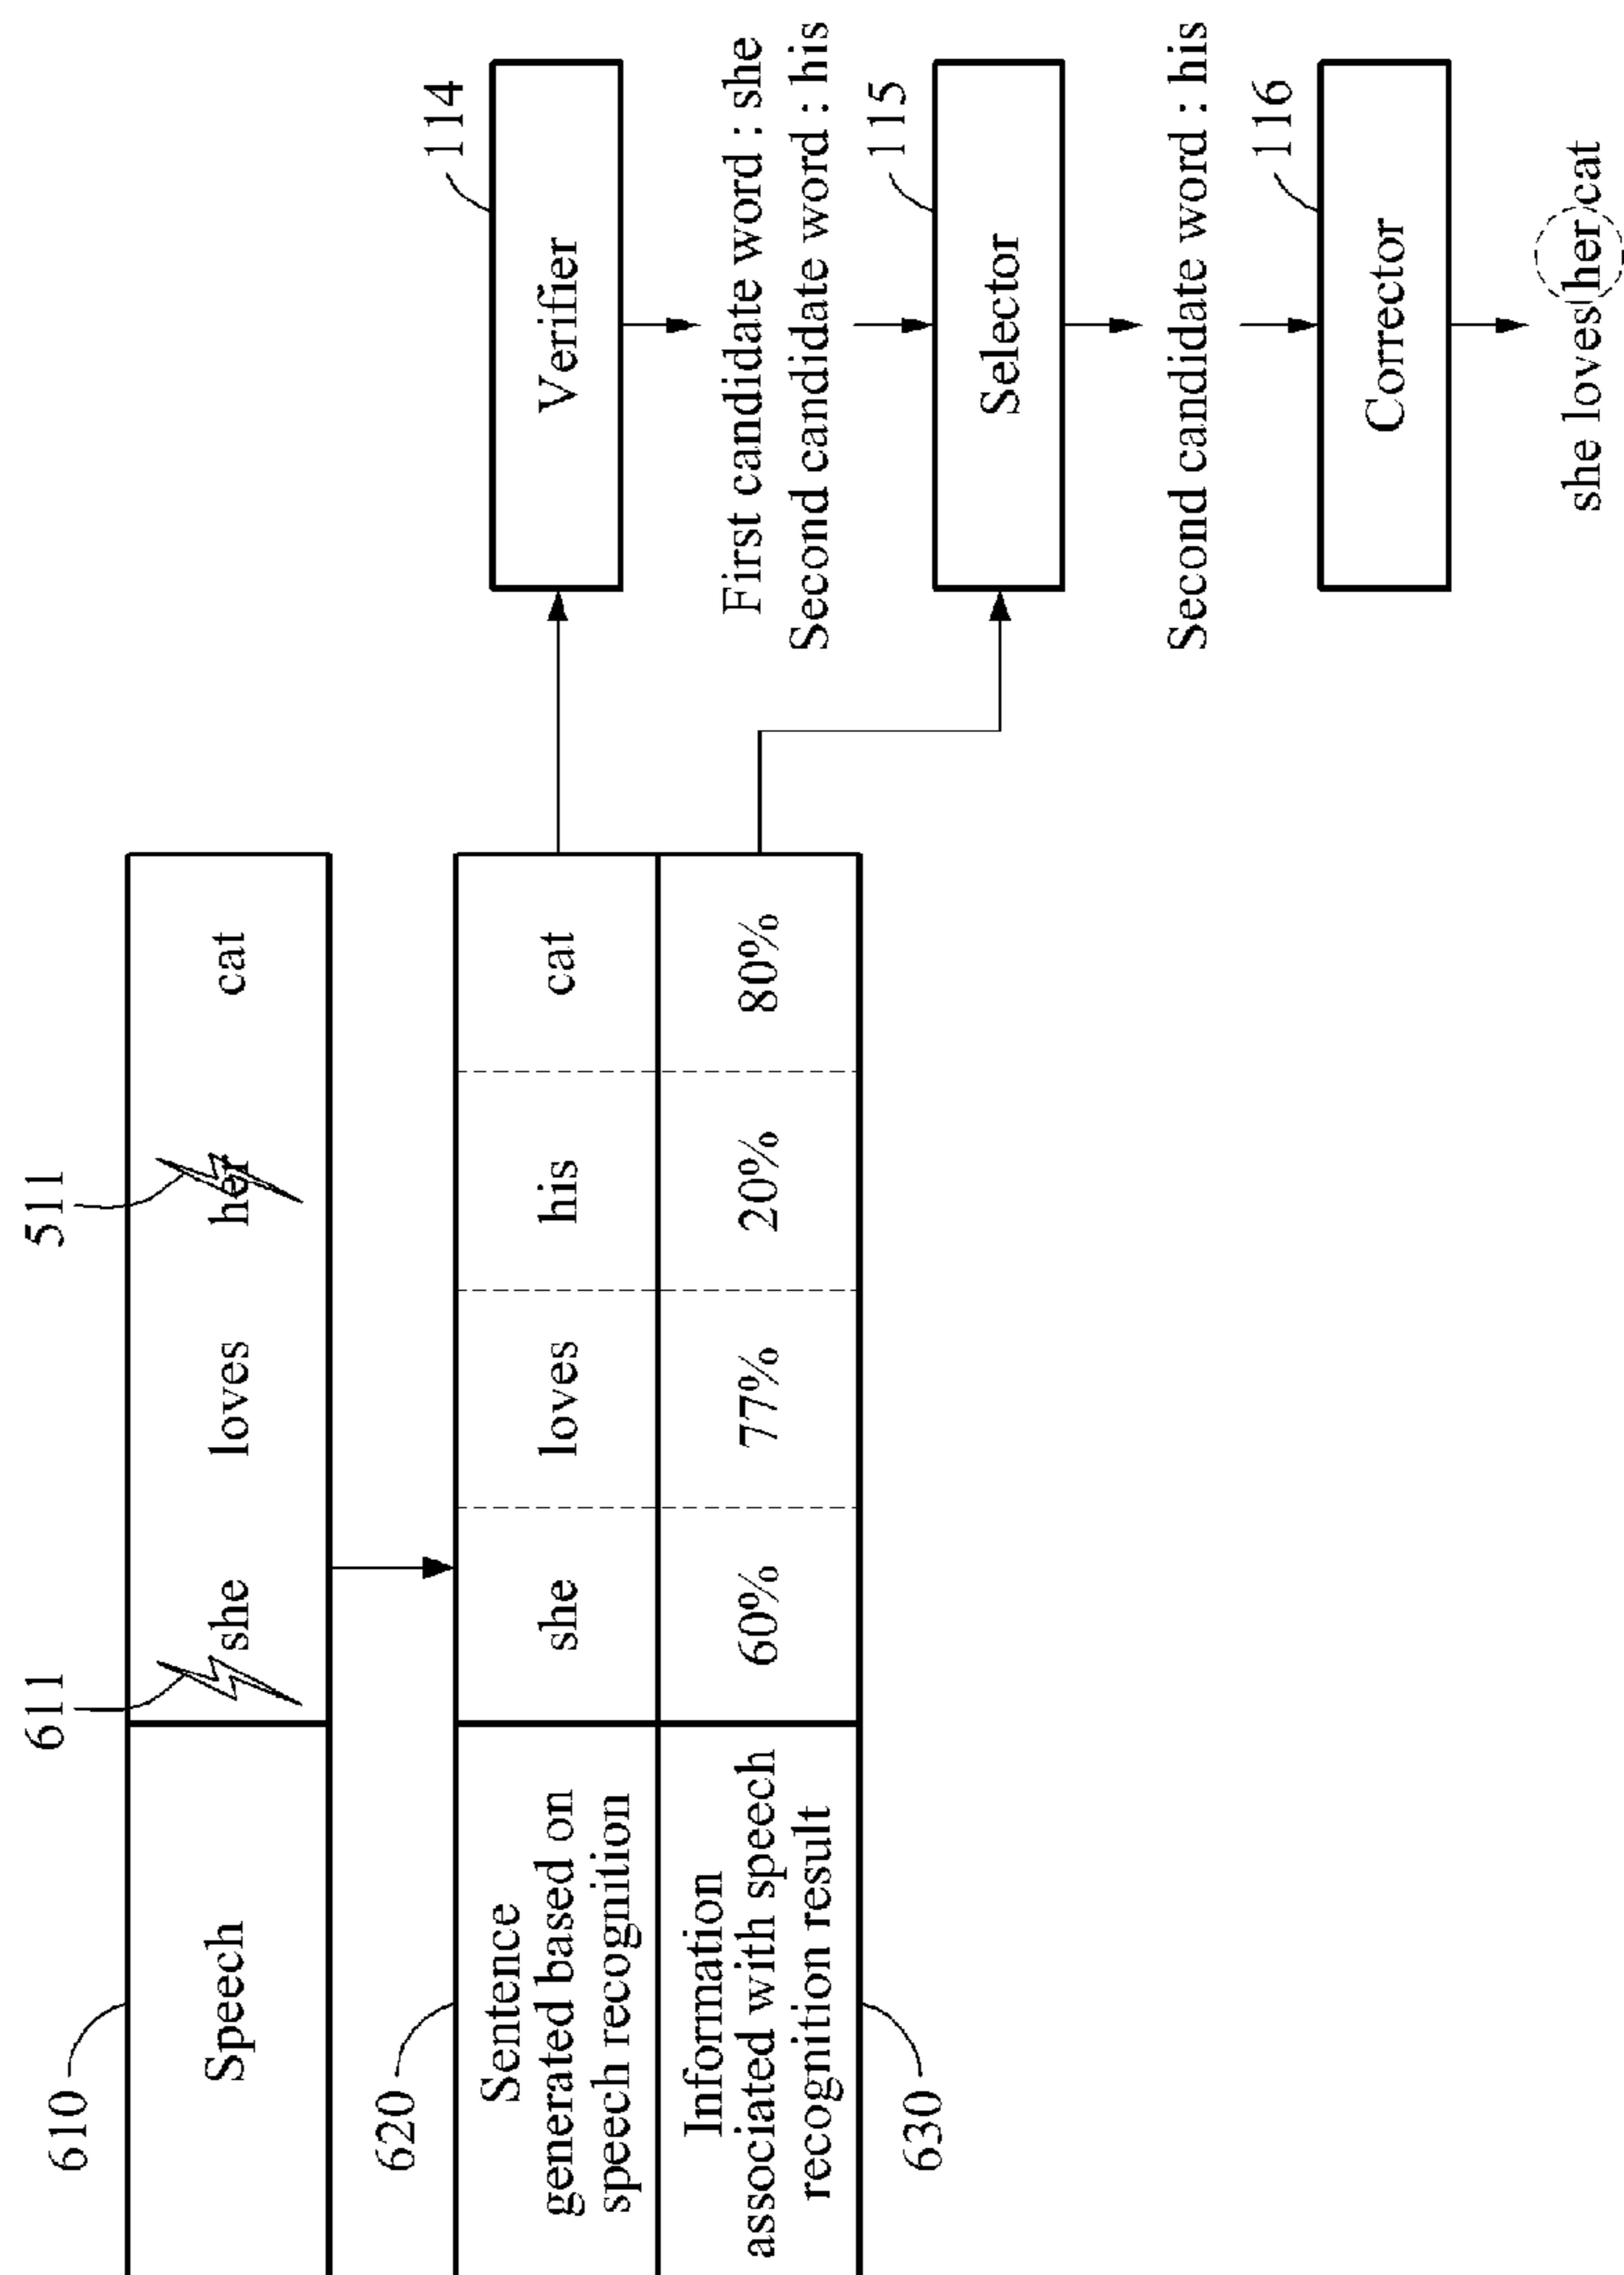 610
611
511
Speech
she
loves
her
cat
620
Sentence
generated based on
speech recognition
she
loves
his
cat
Information
associated with speech
recognition result
60%
77%
20%
80%
630
114
Verifier
First candidate word : she
Second candidate word : his
115
Selector
Second candidate word : his
116
Corrector
she loves her cat